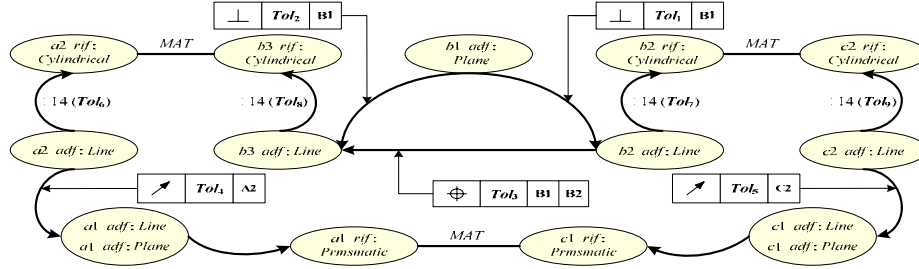 ⊥ Tol₂ B1
⊥ Tol₁ B1
a2 rif: Cylindrical
MAT
b3 rif: Cylindrical
b1 adf: Plane
b2 rif: Cylindrical
MAT
c2 rif: Cylindrical
14 (Tol₆)
14 (Tol₈)
14 (Tol₇)
14 (Tol₉)
a2 adf: Line
b3 adf: Line
b2 adf: Line
c2 adf: Line
↗ Tol₄ A2
⌖ Tol₃ B1 B2
↗ Tol₅ C2
a1 adf: Line
a1 adf: Plane
a1 rif: Prmsmatic
MAT
c1 rif: Prmsmatic
c1 adf: Line
c1 adf: Plane